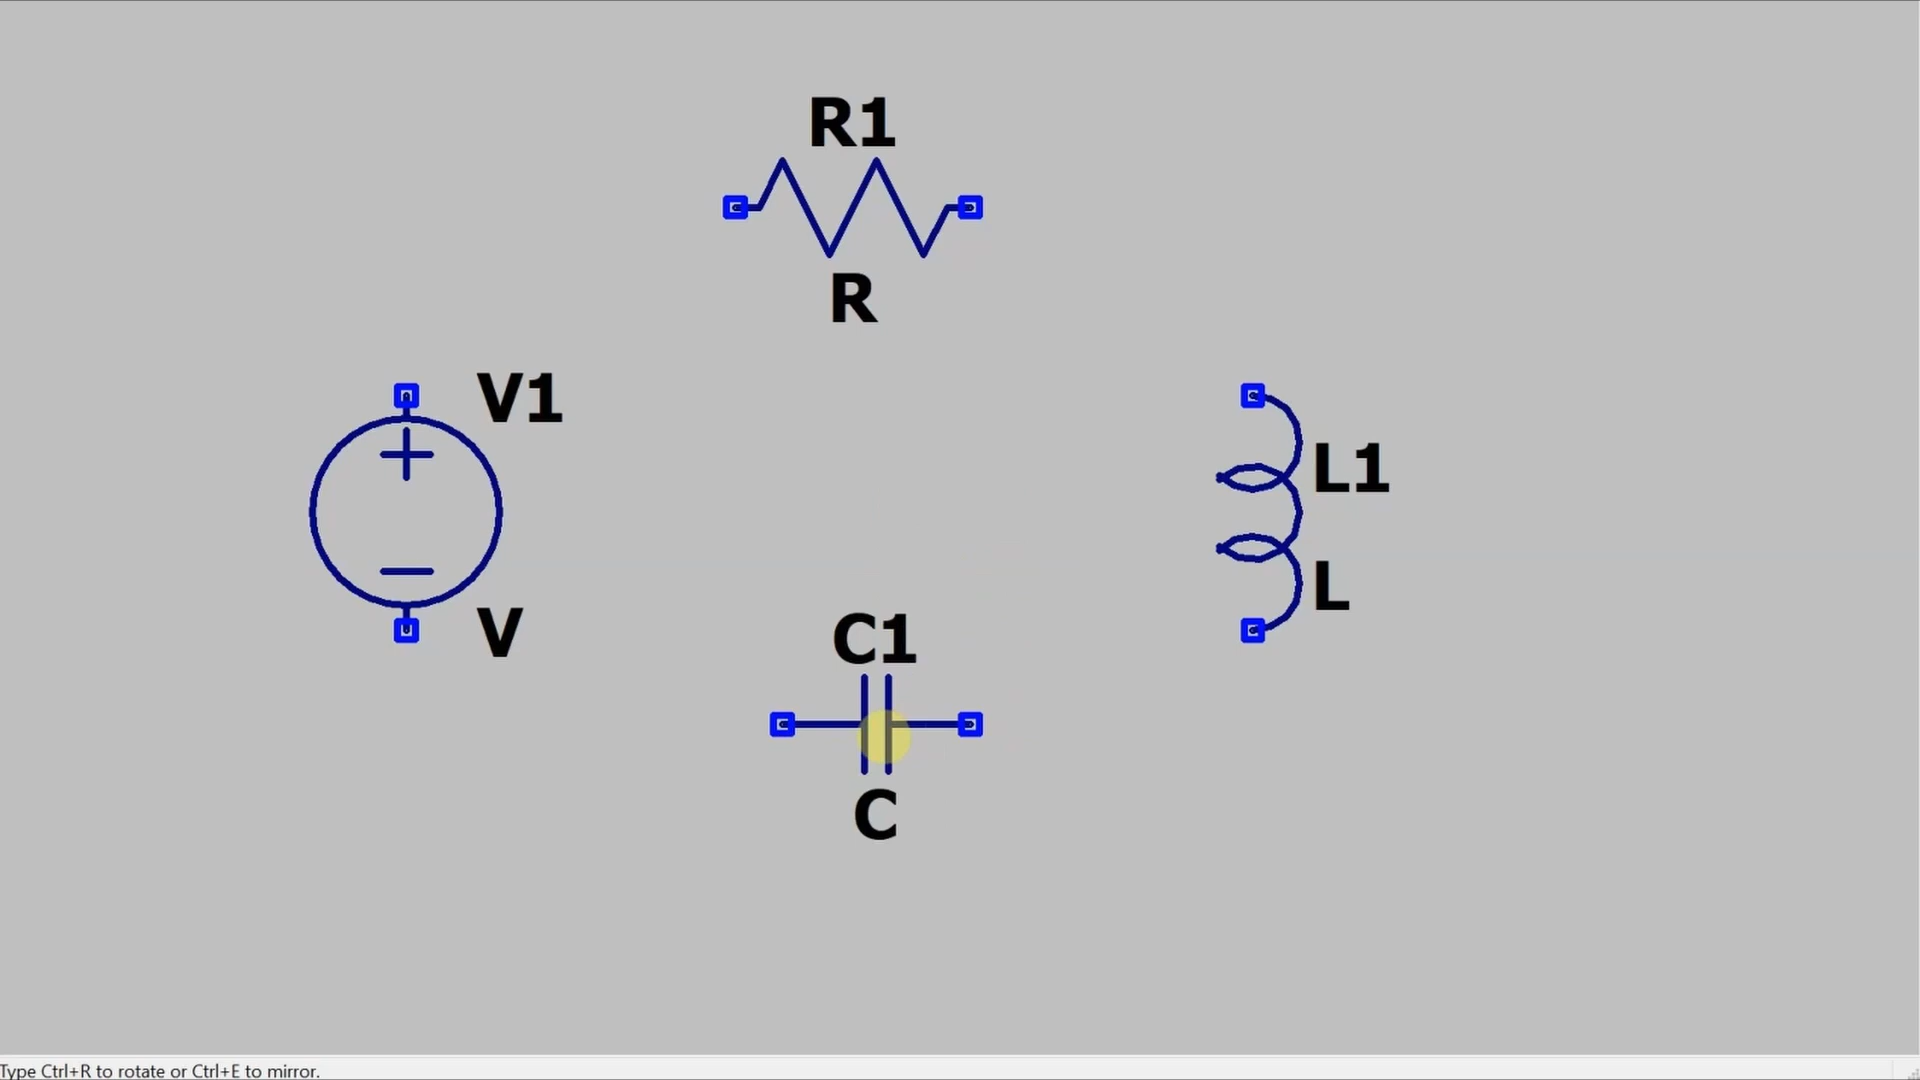 R1
R
V1
V
L1
L
C1
C
Type Ctrl+R to rotate or Ctrl+E to mirror.